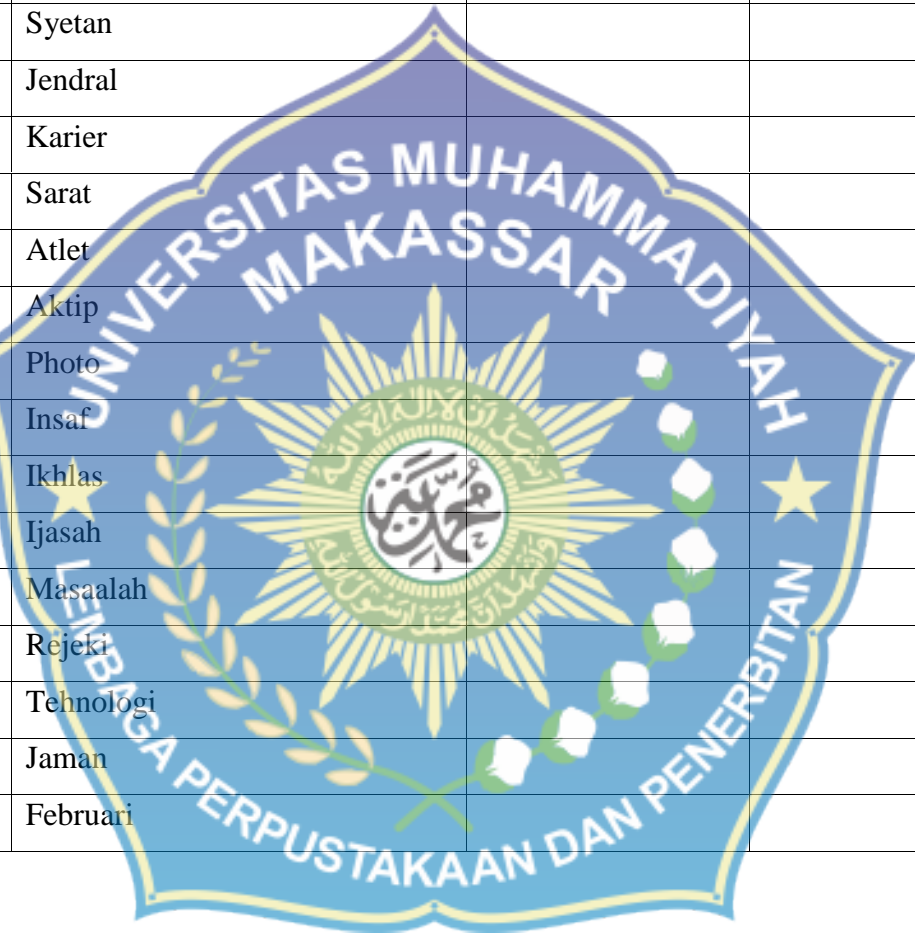 Syetan
Jendral
Karier
Sarat
Atlet
Aktip
Photo
Insaf
Ikhlas
Ijasah
Masaalah
Rejeki
Tehnologi
Jaman
Februari
UNIVERSITAS MUHAMMADIYAH
MAKASSAR
LEMBAGA PERPUSTAKAAN DAN PENERBITAN